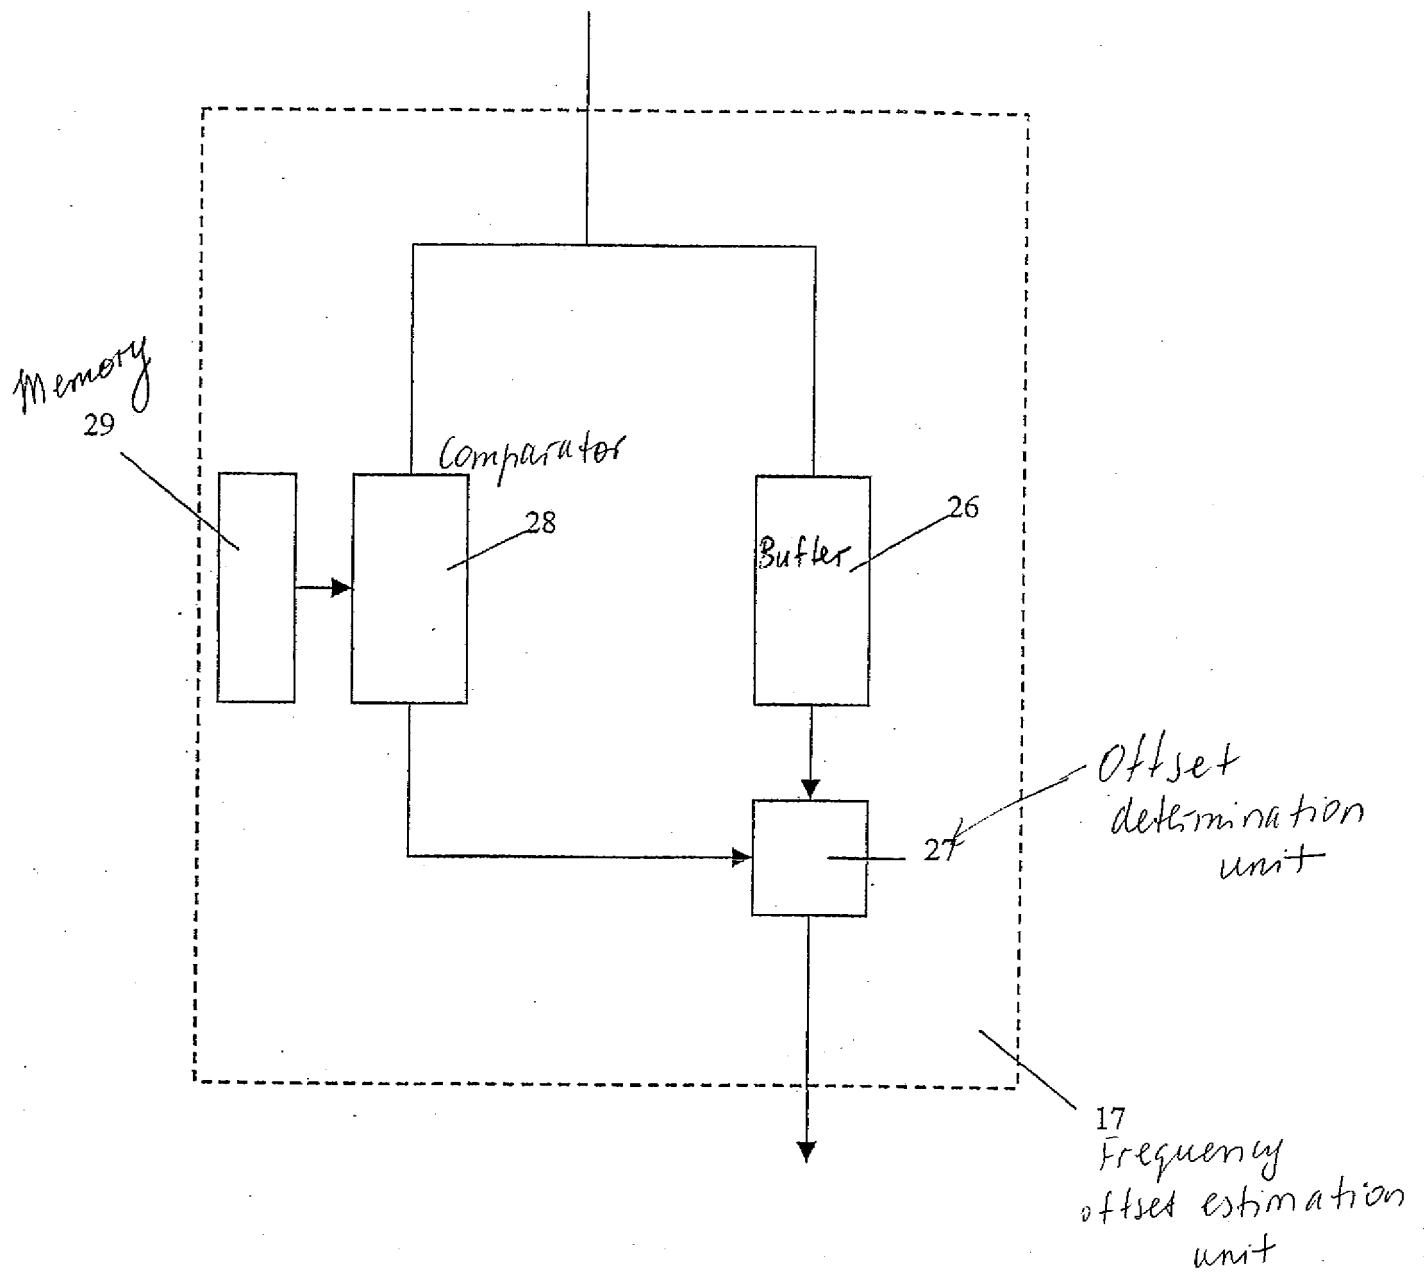 Memory
29
Comparator
28
26
Buffer
Offset
determination
unit
27
17
Frequency
offset estimation
unit